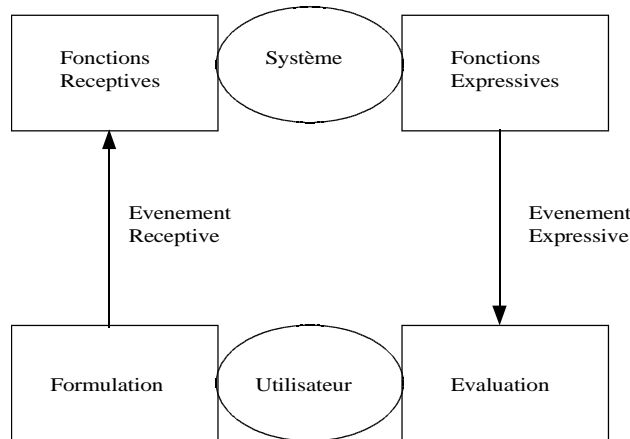 Fonctions
Receptives
Système
Fonctions
Expressives
Evenement
Receptive
Evenement
Expressive
Formulation
Utilisateur
Evaluation